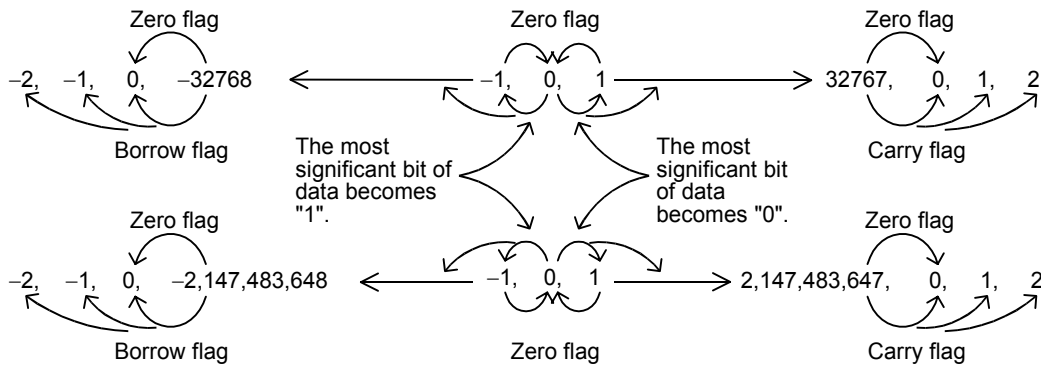 Zero flag Zero flag Zero flag
−2, −1, 0, −32768 −1, 0, 1 32767, 0, 1, 2
Borrow flag Carry flag
The most
significant bit of
data becomes
"1".
The most
significant bit
of data
becomes "0".
Zero flag Zero flag
−2, −1, 0, −2,147,483,648 −1, 0, 1 2,147,483,647, 0, 1, 2
Borrow flag Zero flag Carry flag